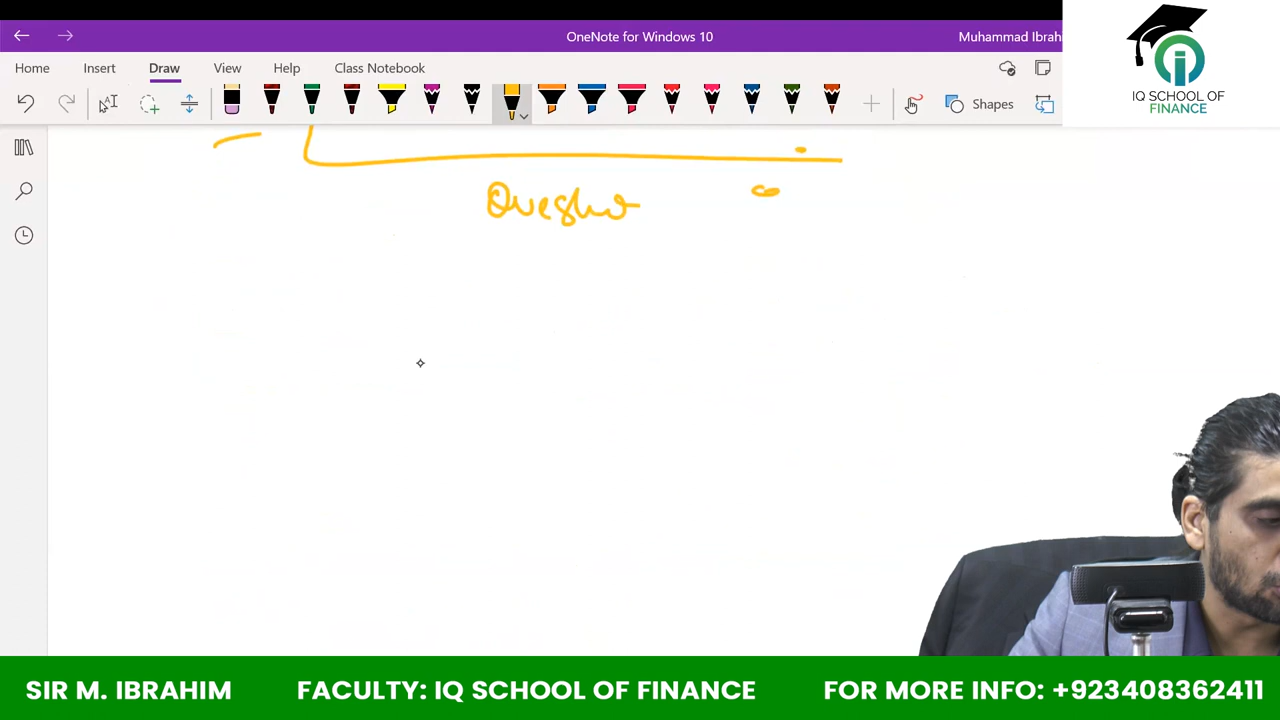 OneNote for Windows 10
Muhammad Ibrah
Home Insert Draw View Help Class Notebook
Shapes
IQ SCHOOL OF
FINANCE
SIR M. IBRAHIM FACULTY: IQ SCHOOL OF FINANCE FOR MORE INFO: +923408362411